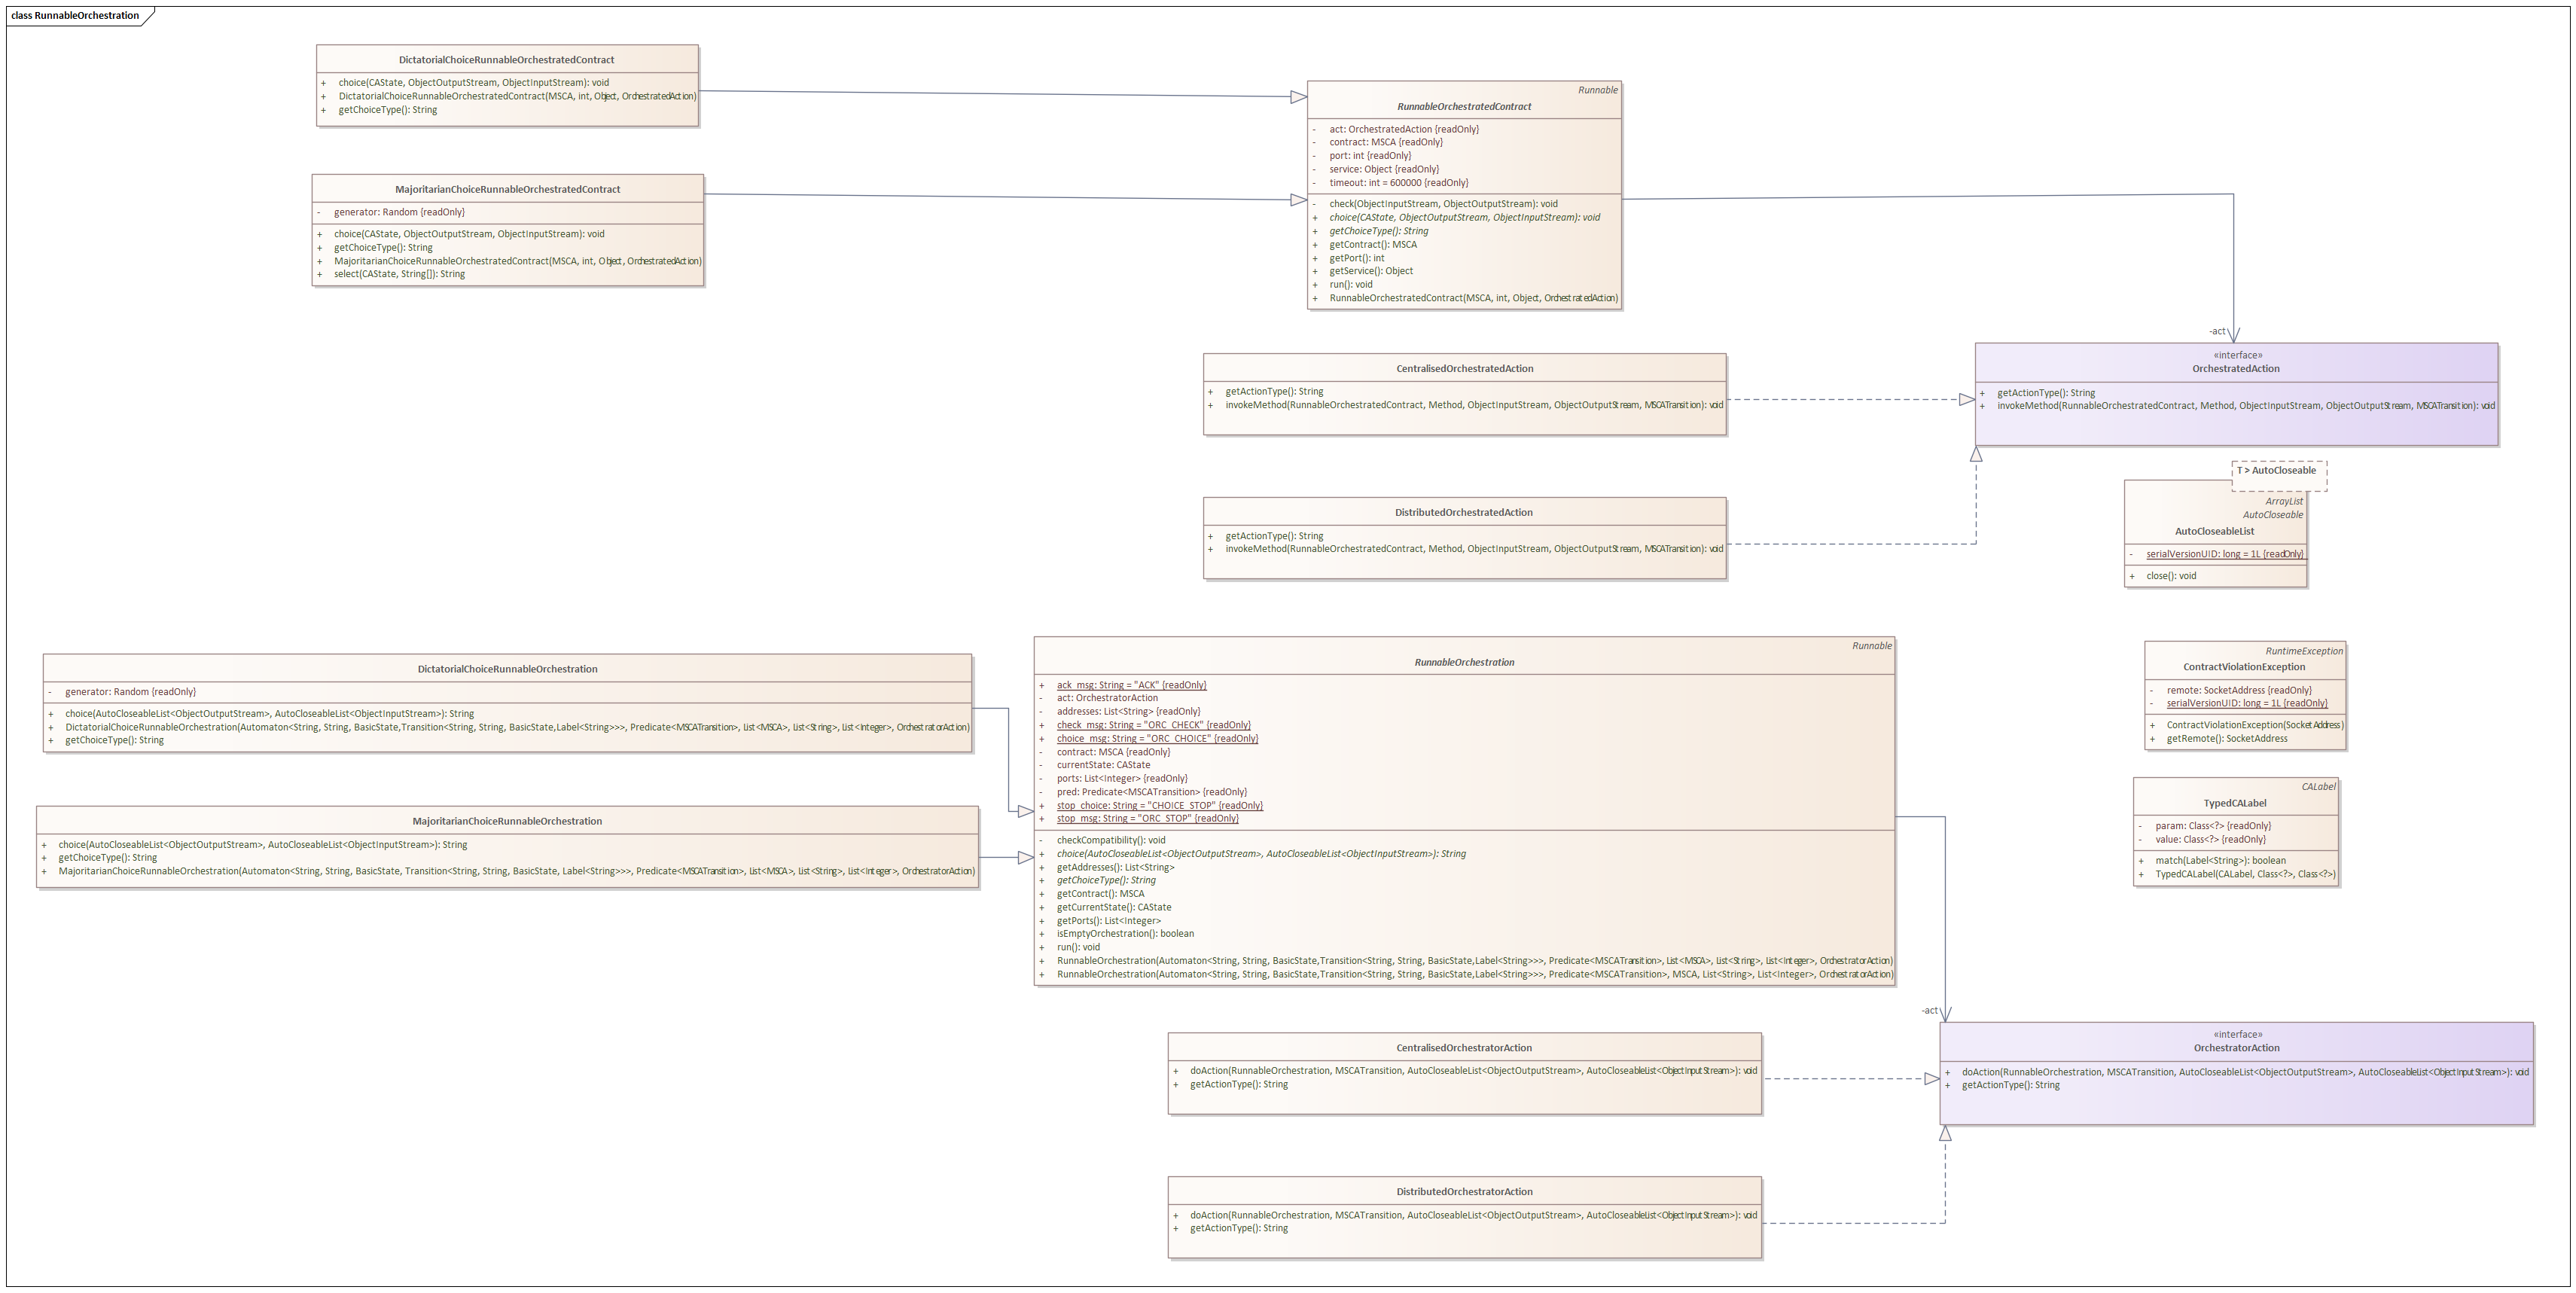 class RunnableOrchestration
DictatorialChoiceRunnableOrchestratedContract
+ choice(CAState, ObjectOutputStream, ObjectInputStream): void
+ DictatorialChoiceRunnableOrchestratedContract(MSCA, int, Object, OrchestratedAction)
+ getChoiceType(): String
MajoritarianChoiceRunnableOrchestratedContract
- generator: Random {readOnly}
+ choice(CAState, ObjectOutputStream, ObjectInputStream): void
+ getChoiceType(): String
+ MajoritarianChoiceRunnableOrchestratedContract(MSCA, int, Object, OrchestratedAction)
+ select(CAState, String[]): String
Runnable
RunnableOrchestratedContract
- act: OrchestratedAction {readOnly}
- contract: MSCA {readOnly}
- port: int {readOnly}
- service: Object {readOnly}
- timeout: int = 600000 {readOnly}
- check(ObjectInputStream, ObjectOutputStream): void
+ choice(CAState, ObjectOutputStream, ObjectInputStream): void
+ getChoiceType(): String
+ getContract(): MSCA
+ getPort(): int
+ getService(): Object
+ run(): void
+ RunnableOrchestratedContract(MSCA, int, Object, OrchestratedAction)
-act
«interface»
OrchestratedAction
+ getActionType(): String
+ invokeMethod(RunnableOrchestratedContract, Method, ObjectInputStream, ObjectOutputStream, MSCATransition): void
CentralisedOrchestratedAction
+ getActionType(): String
+ invokeMethod(RunnableOrchestratedContract, Method, ObjectInputStream, ObjectOutputStream, MSCATransition): void
DistributedOrchestratedAction
+ getActionType(): String
+ invokeMethod(RunnableOrchestratedContract, Method, ObjectInputStream, ObjectOutputStream, MSCATransition): void
T > AutoCloseable
ArrayList
AutoCloseable
AutoCloseableList
- serialVersionUID: long = 1L {readOnly}
+ close(): void
DictatorialChoiceRunnableOrchestration
- generator: Random {readOnly}
+ choice(AutoCloseableList<ObjectOutputStream>, AutoCloseableList<ObjectInputStream>): String
+ DictatorialChoiceRunnableOrchestration(Automaton<String, String, BasicState,Transition<String, String, BasicState,Label<String>>>, Predicate<MSCATransition>, List<MSCA>, List<String>, List<Integer>, OrchestratorAction)
+ getChoiceType(): String
MajoritarianChoiceRunnableOrchestration
+ choice(AutoCloseableList<ObjectOutputStream>, AutoCloseableList<ObjectInputStream>): String
+ getChoiceType(): String
+ MajoritarianChoiceRunnableOrchestration(Automaton<String, String, BasicState, Transition<String, String, BasicState, Label<String>>>, Predicate<MSCATransition>, List<MSCA>, List<String>, List<Integer>, OrchestratorAction)
Runnable
RunnableOrchestration
+ ack_msg: String = "ACK" {readOnly}
- act: OrchestratorAction
- addresses: List<String> {readOnly}
+ check_msg: String = "ORC_CHECK" {readOnly}
+ choice_msg: String = "ORC_CHOICE" {readOnly}
- contract: MSCA {readOnly}
- currentState: CAState
- ports: List<Integer> {readOnly}
- pred: Predicate<MSCATransition> {readOnly}
+ stop_choice: String = "CHOICE_STOP" {readOnly}
+ stop_msg: String = "ORC_STOP" {readOnly}
- checkCompatibility(): void
+ choice(AutoCloseableList<ObjectOutputStream>, AutoCloseableList<ObjectInputStream>): String
+ getAddresses(): List<String>
+ getChoiceType(): String
+ getContract(): MSCA
+ getCurrentState(): CAState
+ getPorts(): List<Integer>
+ isEmptyOrchestration(): boolean
+ run(): void
+ RunnableOrchestration(Automaton<String, String, BasicState,Transition<String, String, BasicState,Label<String>>>, Predicate<MSCATransition>, List<MSCA>, List<String>, List<Integer>, OrchestratorAction)
+ RunnableOrchestration(Automaton<String, String, BasicState,Transition<String, String, BasicState,Label<String>>>, Predicate<MSCATransition>, MSCA, List<String>, List<Integer>, OrchestratorAction)
RuntimeException
ContractViolationException
- remote: SocketAddress {readOnly}
- serialVersionUID: long = 1L {readOnly}
+ ContractViolationException(SocketAddress)
+ getRemote(): SocketAddress
CALabel
TypedCALabel
- param: Class<?> {readOnly}
- value: Class<?> {readOnly}
+ match(Label<String>): boolean
+ TypedCALabel(CALabel, Class<?>, Class<?>)
-act
«interface»
OrchestratorAction
+ doAction(RunnableOrchestration, MSCATransition, AutoCloseableList<ObjectOutputStream>, AutoCloseableList<ObjectInputStream>): void
+ getActionType(): String
CentralisedOrchestratorAction
+ doAction(RunnableOrchestration, MSCATransition, AutoCloseableList<ObjectOutputStream>, AutoCloseableList<ObjectInputStream>): void
+ getActionType(): String
DistributedOrchestratorAction
+ doAction(RunnableOrchestration, MSCATransition, AutoCloseableList<ObjectOutputStream>, AutoCloseableList<ObjectInputStream>): void
+ getActionType(): String